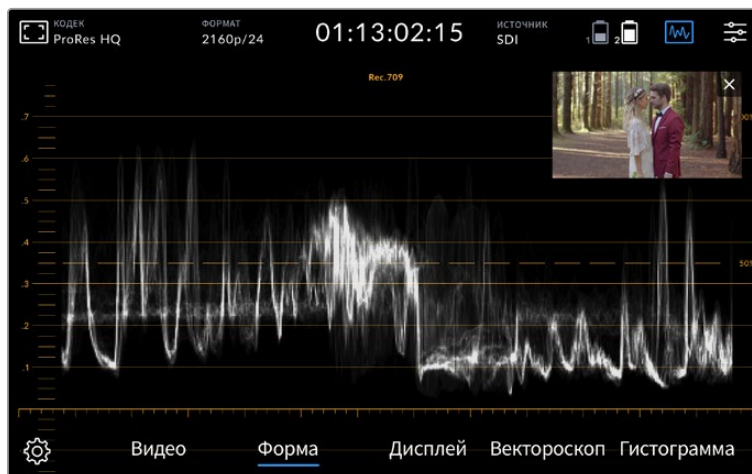 КОДЕК
ProRes HQ
ФОРМАТ
2160p/24
01:13:02:15
ИСТОЧНИК
SDI
1
2
Rec.709
.7
.6
.5
.4
.3
.2
.1
Видео
Форма
Дисплей
Вектороскоп
Гистограмма